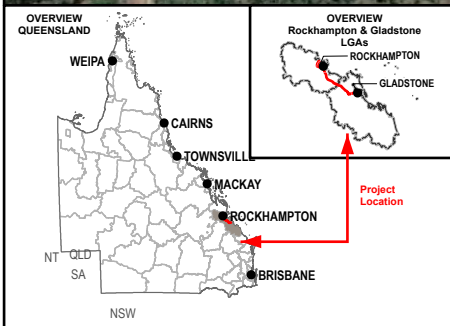 OVERVIEW
QUEENSLAND
WEIPA
CAIRNS
TOWNSVILLE
MACKAY
ROCKHAMPTON
BRISBANE
NT
QLD
SA
NSW
OVERVIEW
Rockhampton & Gladstone
LGAs
ROCKHAMPTON
GLADSTONE
Project
Location